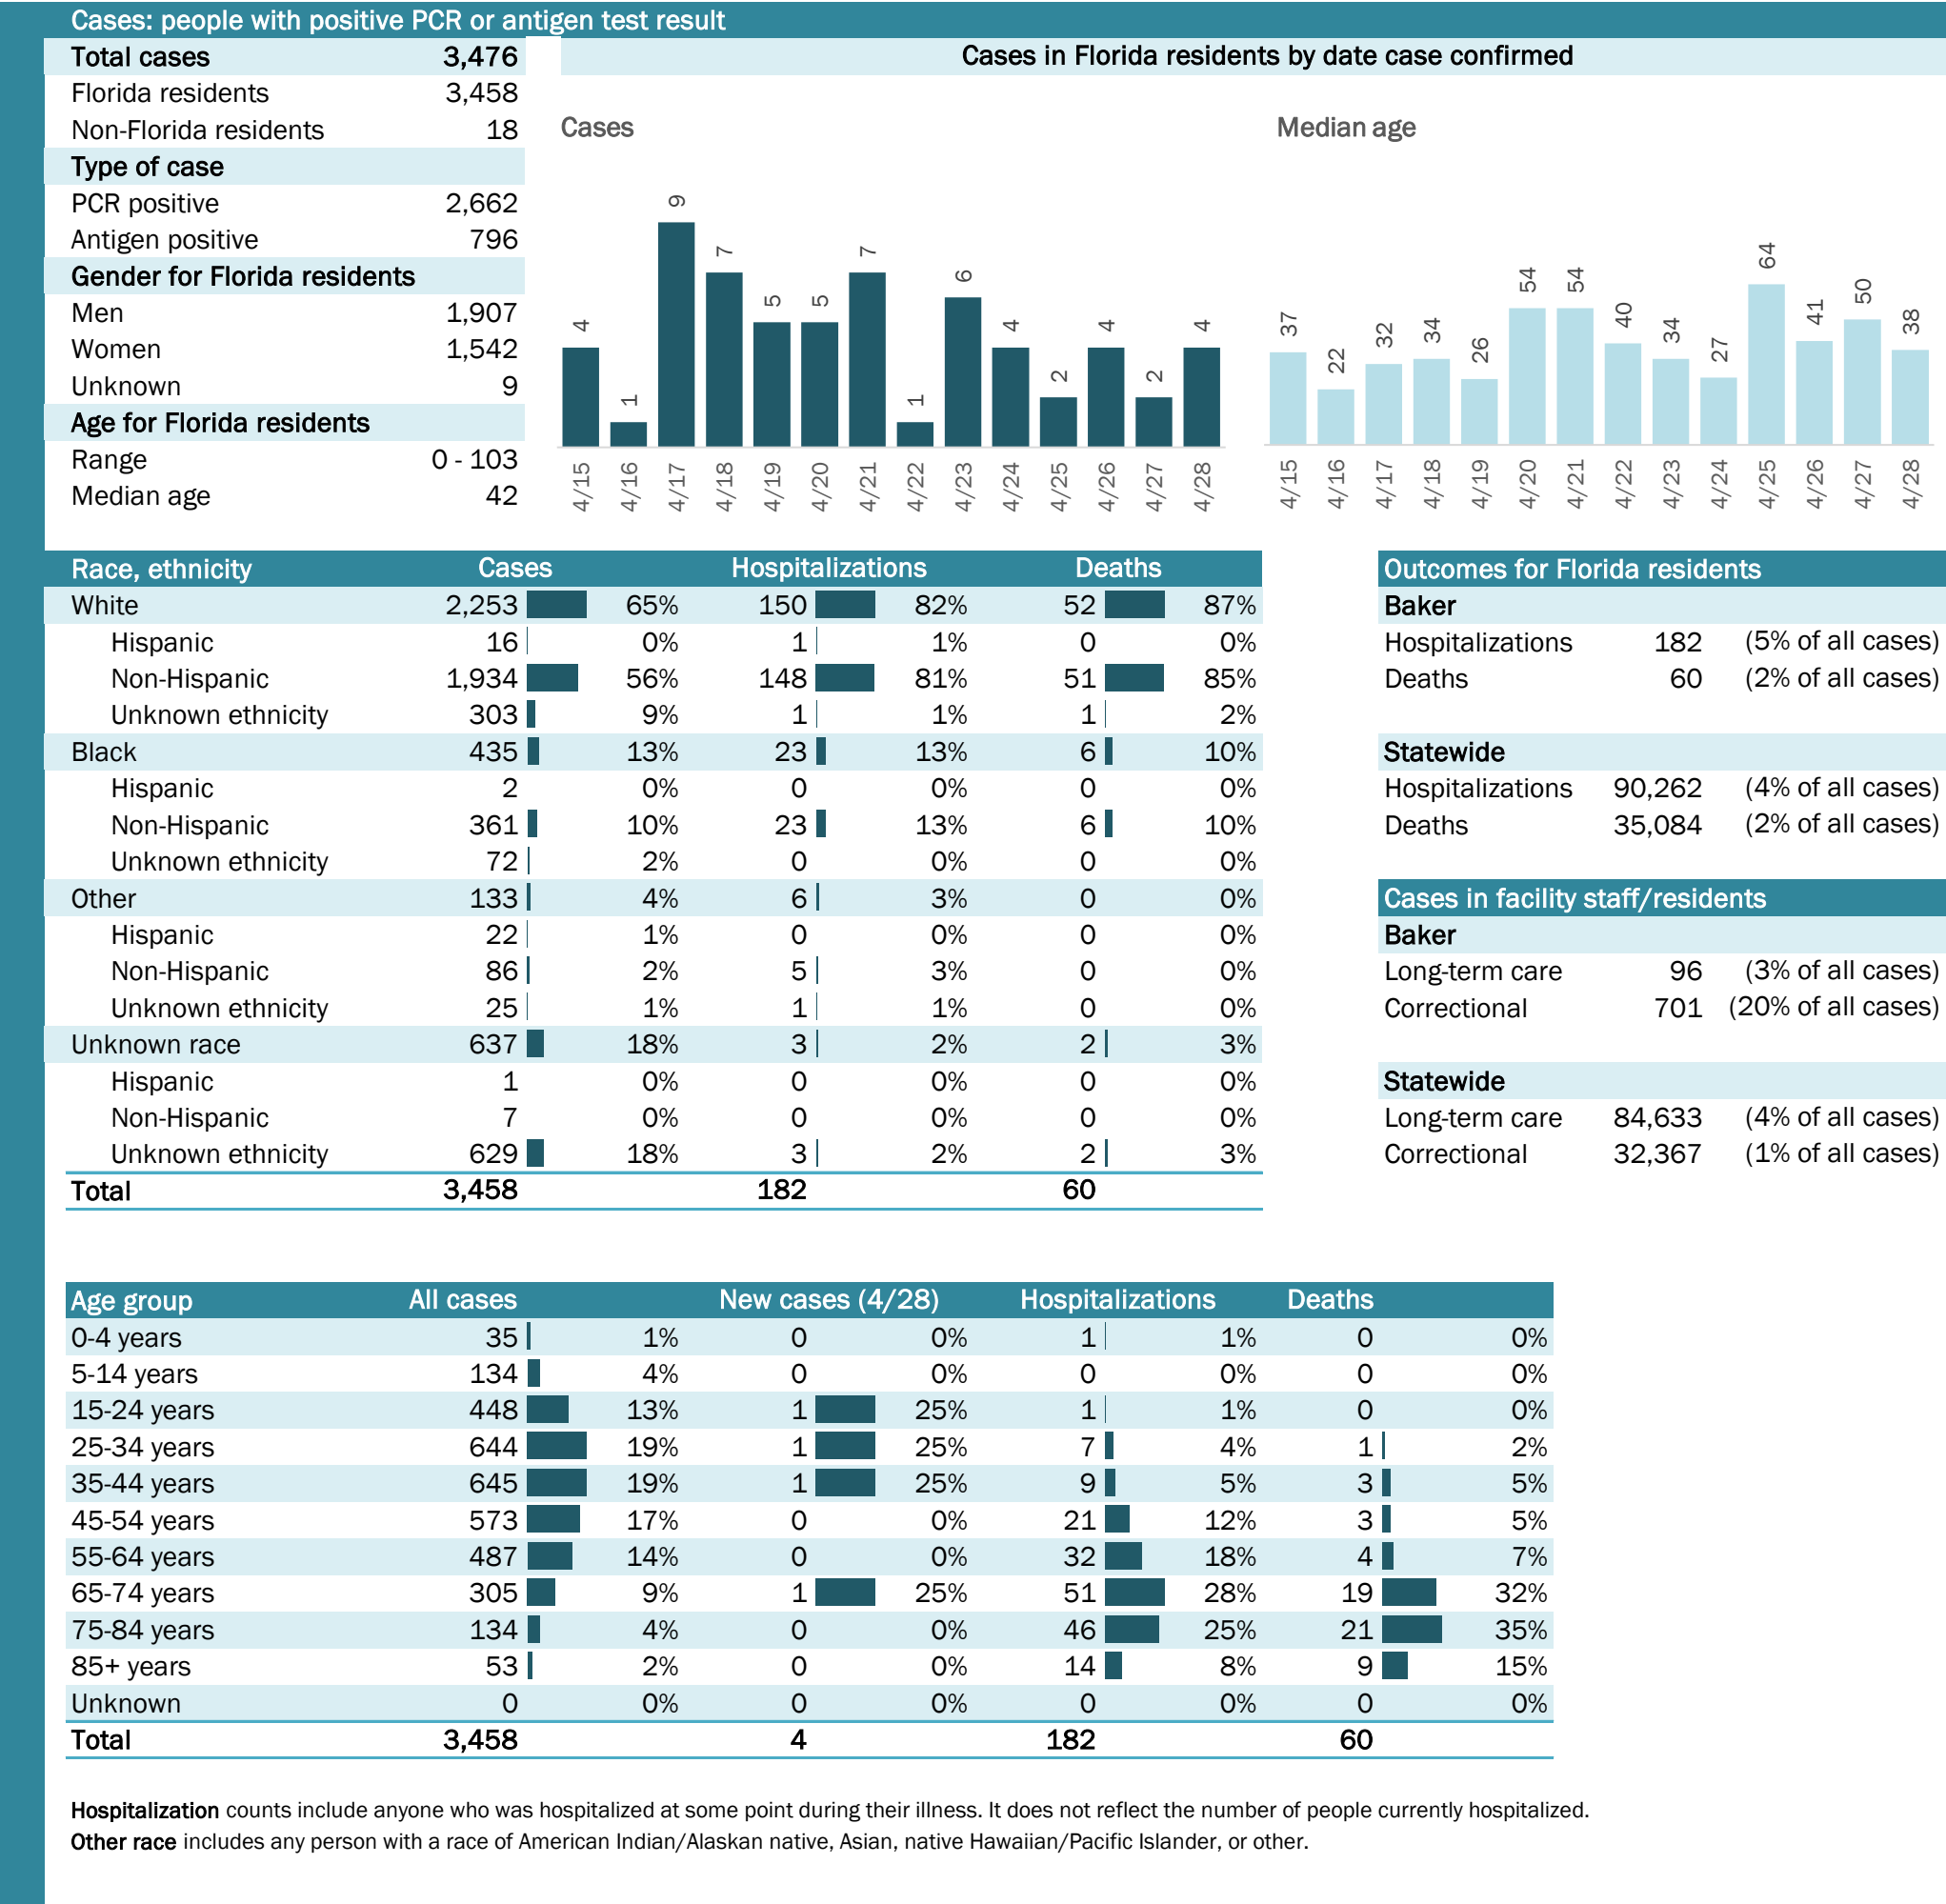 Cases: people with positive PCR or antigen test result
Total cases 3,476
Florida residents 3,458
Non-Florida residents 18
Type of case
PCR positive 2,662
Antigen positive 796
Gender for Florida residents
Men 1,907
Women 1,542
Unknown 9
Age for Florida residents
Range 0 - 103
Median age 42
Cases in Florida residents by date case confirmed
Cases
4 1 9 7 5 5 7 1 6 4 2 4 2 4
4/15 4/16 4/17 4/18 4/19 4/20 4/21 4/22 4/23 4/24 4/25 4/26 4/27 4/28
Median age
37 22 32 34 26 54 54 40 34 27 64 41 50 38
4/15 4/16 4/17 4/18 4/19 4/20 4/21 4/22 4/23 4/24 4/25 4/26 4/27 4/28
Race, ethnicity Cases Hospitalizations Deaths
White 2,253 65% 150 82% 52 87%
Hispanic 16 0% 1 1% 0 0%
Non-Hispanic 1,934 56% 148 81% 51 85%
Unknown ethnicity 303 9% 1 1% 1 2%
Black 435 13% 23 13% 6 10%
Hispanic 2 0% 0 0% 0 0%
Non-Hispanic 361 10% 23 13% 6 10%
Unknown ethnicity 72 2% 0 0% 0 0%
Other 133 4% 6 3% 0 0%
Hispanic 22 1% 0 0% 0 0%
Non-Hispanic 86 2% 5 3% 0 0%
Unknown ethnicity 25 1% 1 1% 0 0%
Unknown race 637 18% 3 2% 2 3%
Hispanic 1 0% 0 0% 0 0%
Non-Hispanic 7 0% 0 0% 0 0%
Unknown ethnicity 629 18% 3 2% 2 3%
Total 3,458 182 60
Outcomes for Florida residents
Baker
Hospitalizations 182 (5% of all cases)
Deaths 60 (2% of all cases)
Statewide
Hospitalizations 90,262 (4% of all cases)
Deaths 35,084 (2% of all cases)
Cases in facility staff/residents
Baker
Long-term care 96 (3% of all cases)
Correctional 701 (20% of all cases)
Statewide
Long-term care 84,633 (4% of all cases)
Correctional 32,367 (1% of all cases)
Age group All cases New cases (4/28) Hospitalizations Deaths
0-4 years 35 1% 0 0% 1 1% 0 0%
5-14 years 134 4% 0 0% 0 0% 0 0%
15-24 years 448 13% 1 25% 1 1% 0 0%
25-34 years 644 19% 1 25% 7 4% 1 2%
35-44 years 645 19% 1 25% 9 5% 3 5%
45-54 years 573 17% 0 0% 21 12% 3 5%
55-64 years 487 14% 0 0% 32 18% 4 7%
65-74 years 305 9% 1 25% 51 28% 19 32%
75-84 years 134 4% 0 0% 46 25% 21 35%
85+ years 53 2% 0 0% 14 8% 9 15%
Unknown 0 0% 0 0% 0 0% 0 0%
Total 3,458 4 182 60
Hospitalization counts include anyone who was hospitalized at some point during their illness. It does not reflect the number of people currently hospitalized.
Other race includes any person with a race of American Indian/Alaskan native, Asian, native Hawaiian/Pacific Islander, or other.